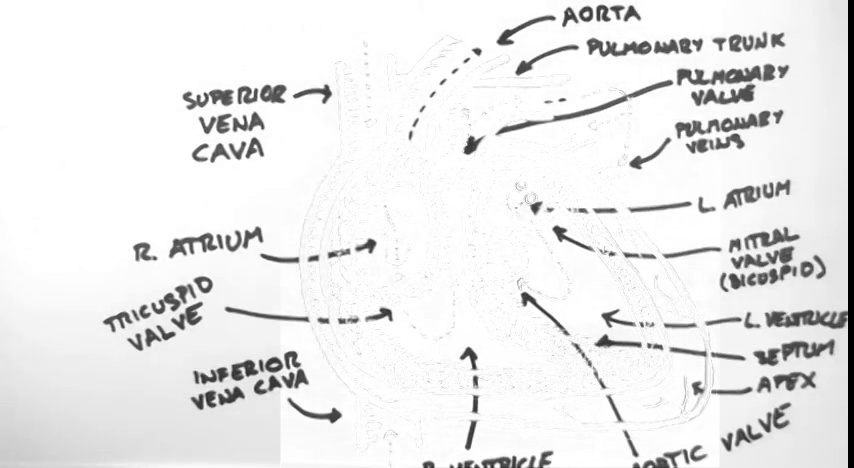 AORTA
PULMONARY TRUNK
PULMONARY
VALVE
SUPERIOR
VENA
CAVA
PULMONARY
VEINS
L. ATRIUM
R. ATRIUM
MITRAL
VALVE
(BICUSPID)
TRICUSPID
VALVE
L. VENTRICLE
SEPTUM
INFERIOR
VENA CAVA
APEX
R. VENTRICLE
AORTIC VALVE